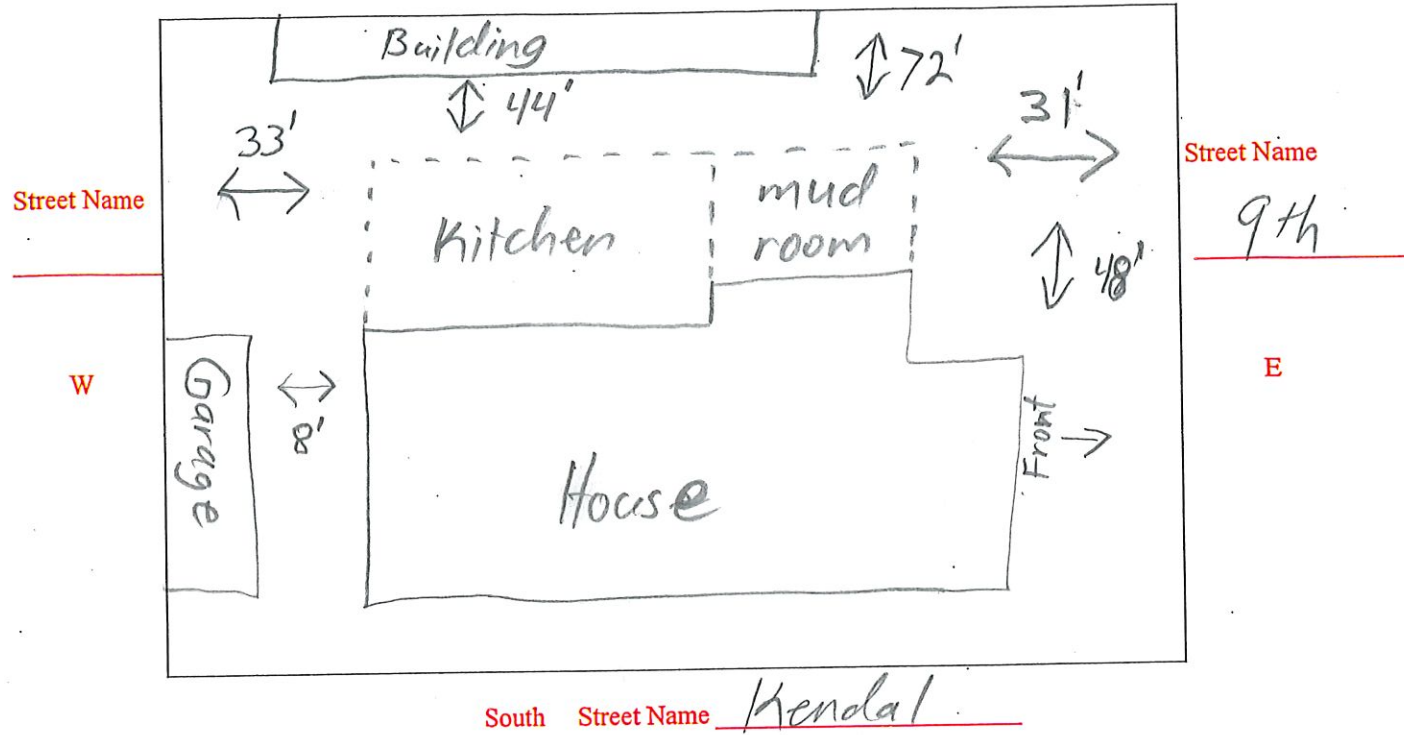 Building
72'
44'
31'
33'
Street Name
mud
room
Street Name
Kitchen
9th
48'
W
E
Garage
8'
Front
House
South Street Name Kendal